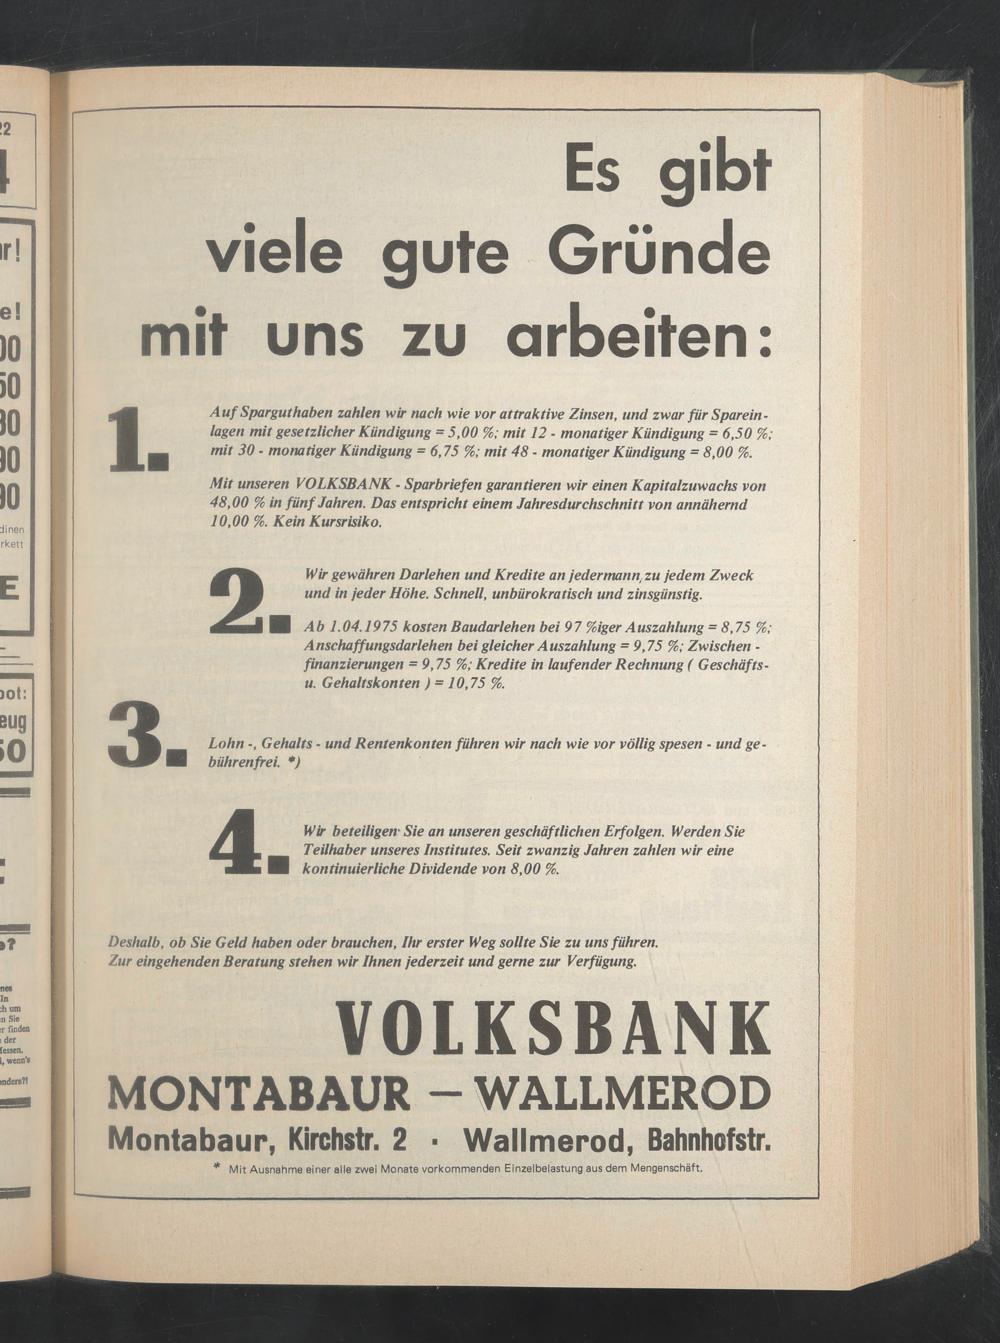 Es gibt
viele gute Gründe
mit uns zu arbeiten:
1.
Auf Sparguthaben zahlen wir nach wie vor attraktive Zinsen, und zwar für Sparein-
lagen mit gesetzlicher Kündigung = 5,00 %; mit 12 - monatiger Kündigung = 6,50 %;
mit 30 - monatiger Kündigung = 6,75 %; mit 48 - monatiger Kündigung = 8,00 %.
Mit unseren VOLKSBANK - Sparbriefen garantieren wir einen Kapitalzuwachs von
48,00 % in fünf Jahren. Das entspricht einem Jahresdurchschnitt von annähernd
10,00 %. Kein Kursrisiko.
2.
Wir gewähren Darlehen und Kredite an jedermann, zu jedem Zweck
und in jeder Höhe. Schnell, unbürokratisch und zinsgünstig.
Ab 1.04.1975 kosten Baudarlehen bei 97 %iger Auszahlung = 8,75 %;
Anschaffungsdarlehen bei gleicher Auszahlung = 9,75 %; Zwischen -
finanzierungen = 9,75 %; Kredite in laufender Rechnung ( Geschäfts-
u. Gehaltskonten ) = 10,75 %.
3.
Lohn -, Gehalts - und Rentenkonten führen wir nach wie vor völlig spesen - und ge-
bührenfrei. *)
4.
Wir beteiligen Sie an unseren geschäftlichen Erfolgen. Werden Sie
Teilhaber unseres Institutes. Seit zwanzig Jahren zahlen wir eine
kontinuierliche Dividende von 8,00 %.
Deshalb, ob Sie Geld haben oder brauchen, Ihr erster Weg sollte Sie zu uns führen.
Zur eingehenden Beratung stehen wir Ihnen jederzeit und gerne zur Verfügung.
VOLKSBANK
MONTABAUR — WALLMEROD
Montabaur, Kirchstr. 2 · Wallmerod, Bahnhofstr.
* Mit Ausnahme einer alle zwei Monate vorkommenden Einzelbelastung aus dem Mengenschäft.